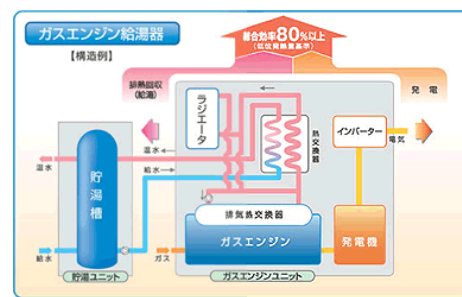 ガスエンジン給湯器
【構造例】
総合効率80%以上
(低位発熱量基準)
排熱回収
(給湯)
発電
ラジエータ
熱交換器
インバーター
電気
温水
給水
温水
給水
貯湯槽
排気熱交換器
ガスエンジン
発電機
ガス
貯湯ユニット
ガスエンジンユニット